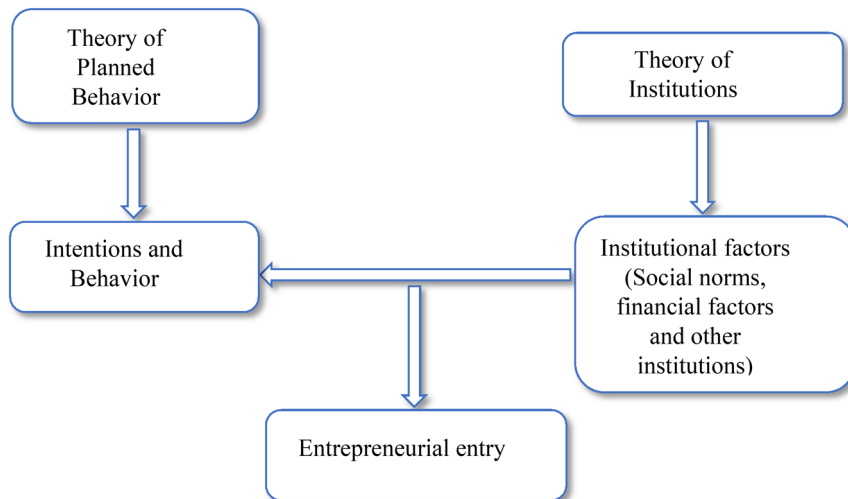 Theory of
Planned
Behavior
Theory of
Institutions
Intentions and
Behavior
Institutional factors
(Social norms,
financial factors
and other
institutions)
Entrepreneurial entry